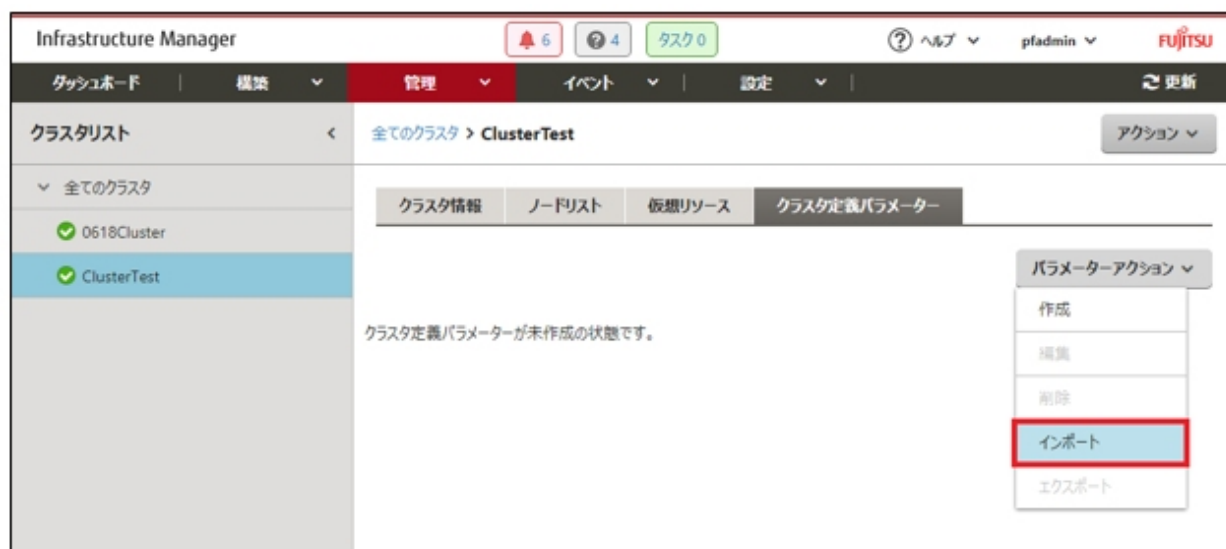 Infrastructure Manager 6 4 タスク 0 ヘルプ pfadmin FUJITSU
ダッシュボード 構築 管理 イベント 設定 更新
クラスタリスト
全てのクラスタ > ClusterTest アクション
全てのクラスタ
0618Cluster
ClusterTest
クラスタ情報 ノードリスト 仮想リソース クラスタ定義パラメーター
パラメーターアクション
作成
編集
削除
インポート
エクスポート
クラスタ定義パラメーターが未作成の状態です。